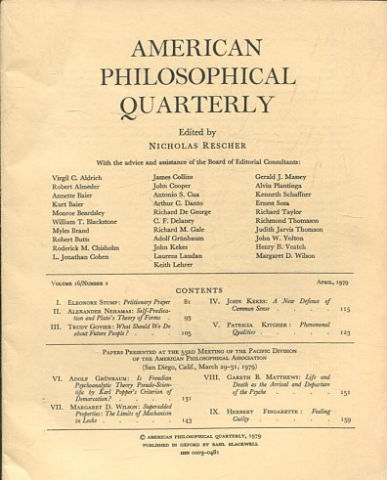 AMERICAN
PHILOSOPHICAL
QUARTERLY
Edited by
NICHOLAS RESCHER
With the advice and assistance of the Board of Editorial Consultants:
Virgil C. Aldrich
Robert Almeder
Annette Baier
Kurt Baier
Monroe Beardsley
William T. Blackstone
Myles Brand
Robert Butts
Roderick M. Chisholm
L. Jonathan Cohen
James Collins
John Cooper
Antonio S. Cua
Arthur C. Danto
Richard De George
C. F. Delaney
Richard M. Gale
Adolf Grünbaum
John Kekes
Laurens Laudan
Keith Lehrer
Gerald J. Massey
Alvin Plantinga
Kenneth Schaffner
Ernest Sosa
Richard Taylor
Richmond Thomason
Judith Jarvis Thomson
John W. Yolton
Henry B. Veatch
Margaret D. Wilson
VOLUME 16/NUMBER 2
APRIL, 1979
CONTENTS
I. ELEONORE STUMP: Petitionary Prayer 81
II. ALEXANDER NEHAMAS: Self-Predica-
tion and Plato's Theory of Forms . 93
III. TRUDY GOVIER: What Should We Do
about Future People? . . . 105
IV. JOHN KEKES: A New Defense of
Common Sense . . . . 115
V. PATRICIA KITCHER: Phenomenal
Qualities . . . . . 123
PAPERS PRESENTED AT THE 53RD MEETING OF THE PACIFIC DIVISION
OF THE AMERICAN PHILOSOPHICAL ASSOCIATION
(San Diego, Calif., March 29-31, 1979)
VI. ADOLF GRÜNBAUM: Is Freudian
Psychoanalytic Theory Pseudo-Scien-
tific by Karl Popper's Criterion of
Demarcation? . . . . 131
VII. MARGARET D. WILSON: Superadded
Properties: The Limits of Mechanism
in Locke . . . . . 143
VIII. GARETH B. MATTHEWS: Life and
Death as the Arrival and Departure
of the Psyche . . . . 151
IX. HERBERT FINGARETTE: Feeling
Guilty . . . . . 159
© AMERICAN PHILOSOPHICAL QUARTERLY, 1979
PUBLISHED IN OXFORD BY BASIL BLACKWELL
ISSN 0003-0481